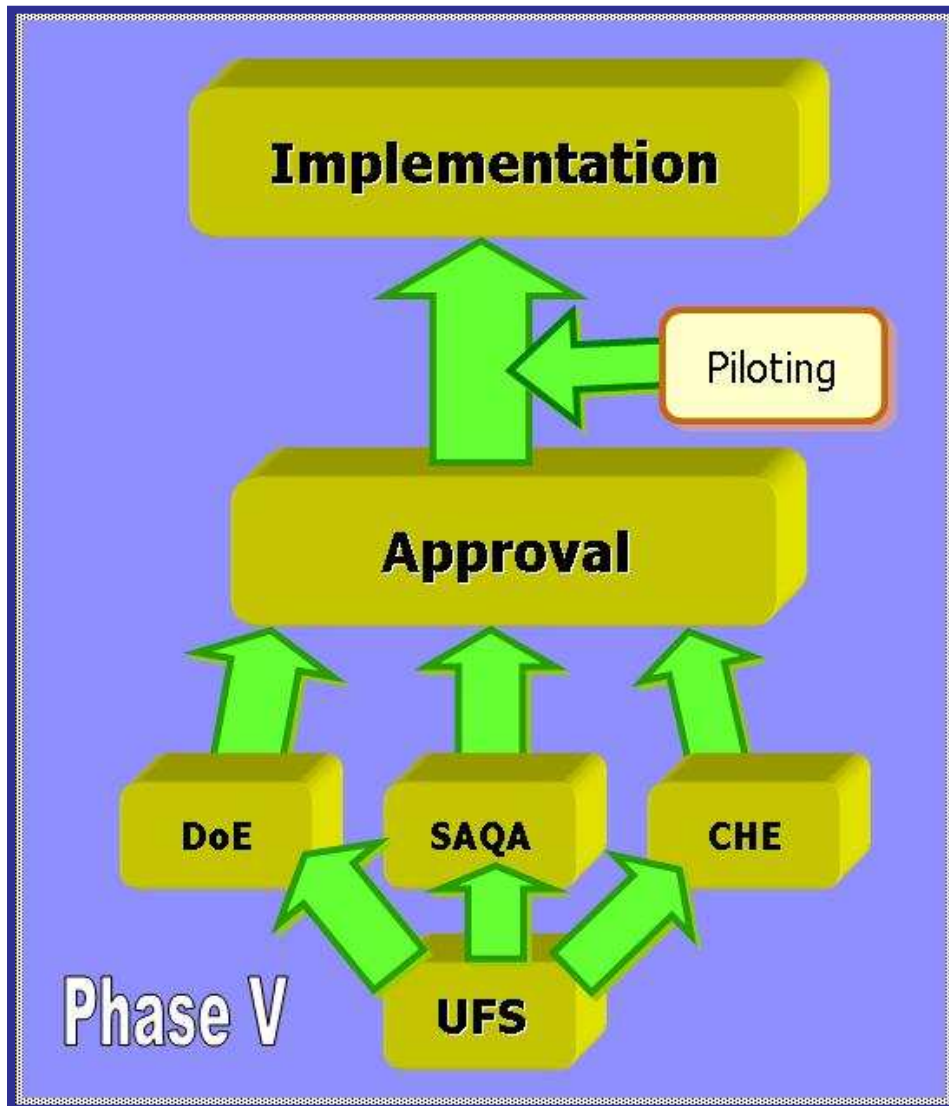 Implementation
Piloting
Approval
DoE
SAQA
CHE
UFS
Phase V